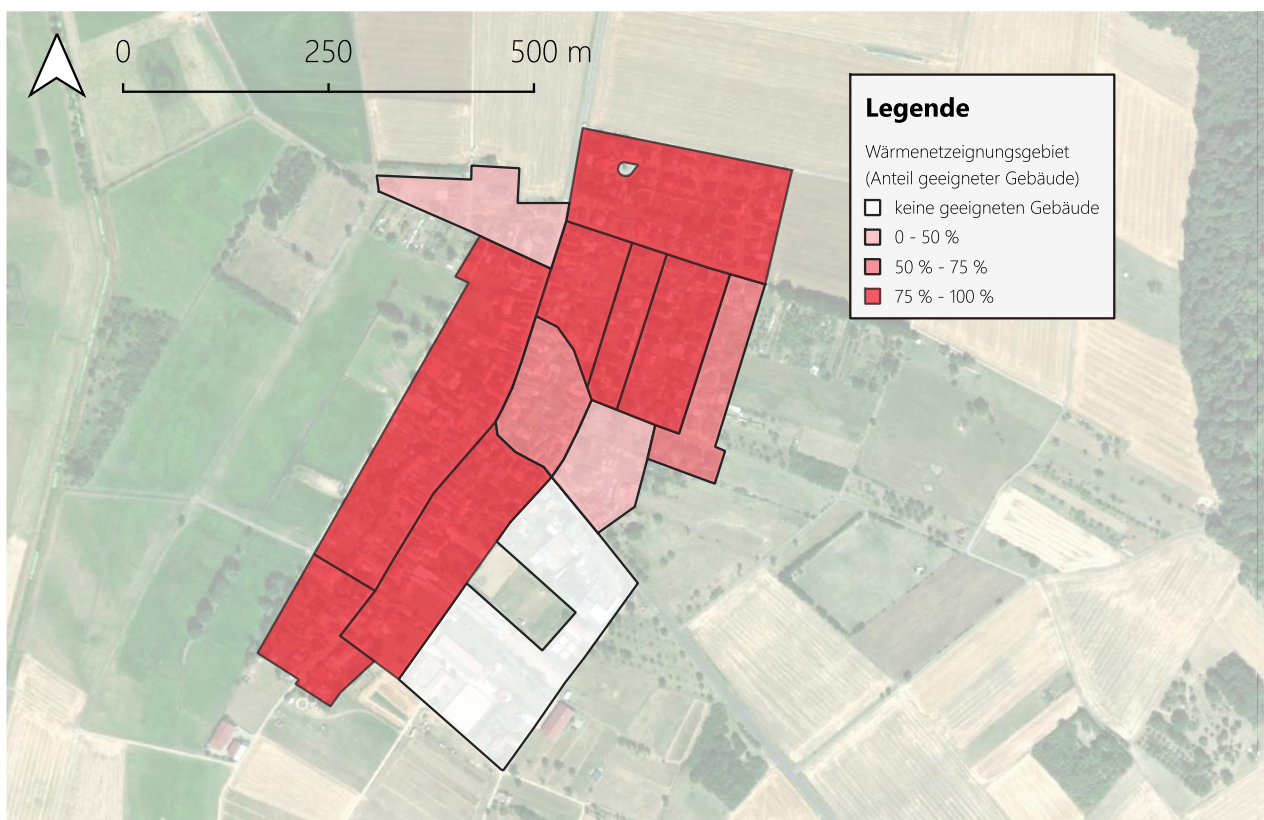 0 250 500 m
Legende
Wärmenetzeignungsgebiet
(Anteil geeigneter Gebäude)
keine geeigneten Gebäude
0 - 50 %
50 % - 75 %
75 % - 100 %